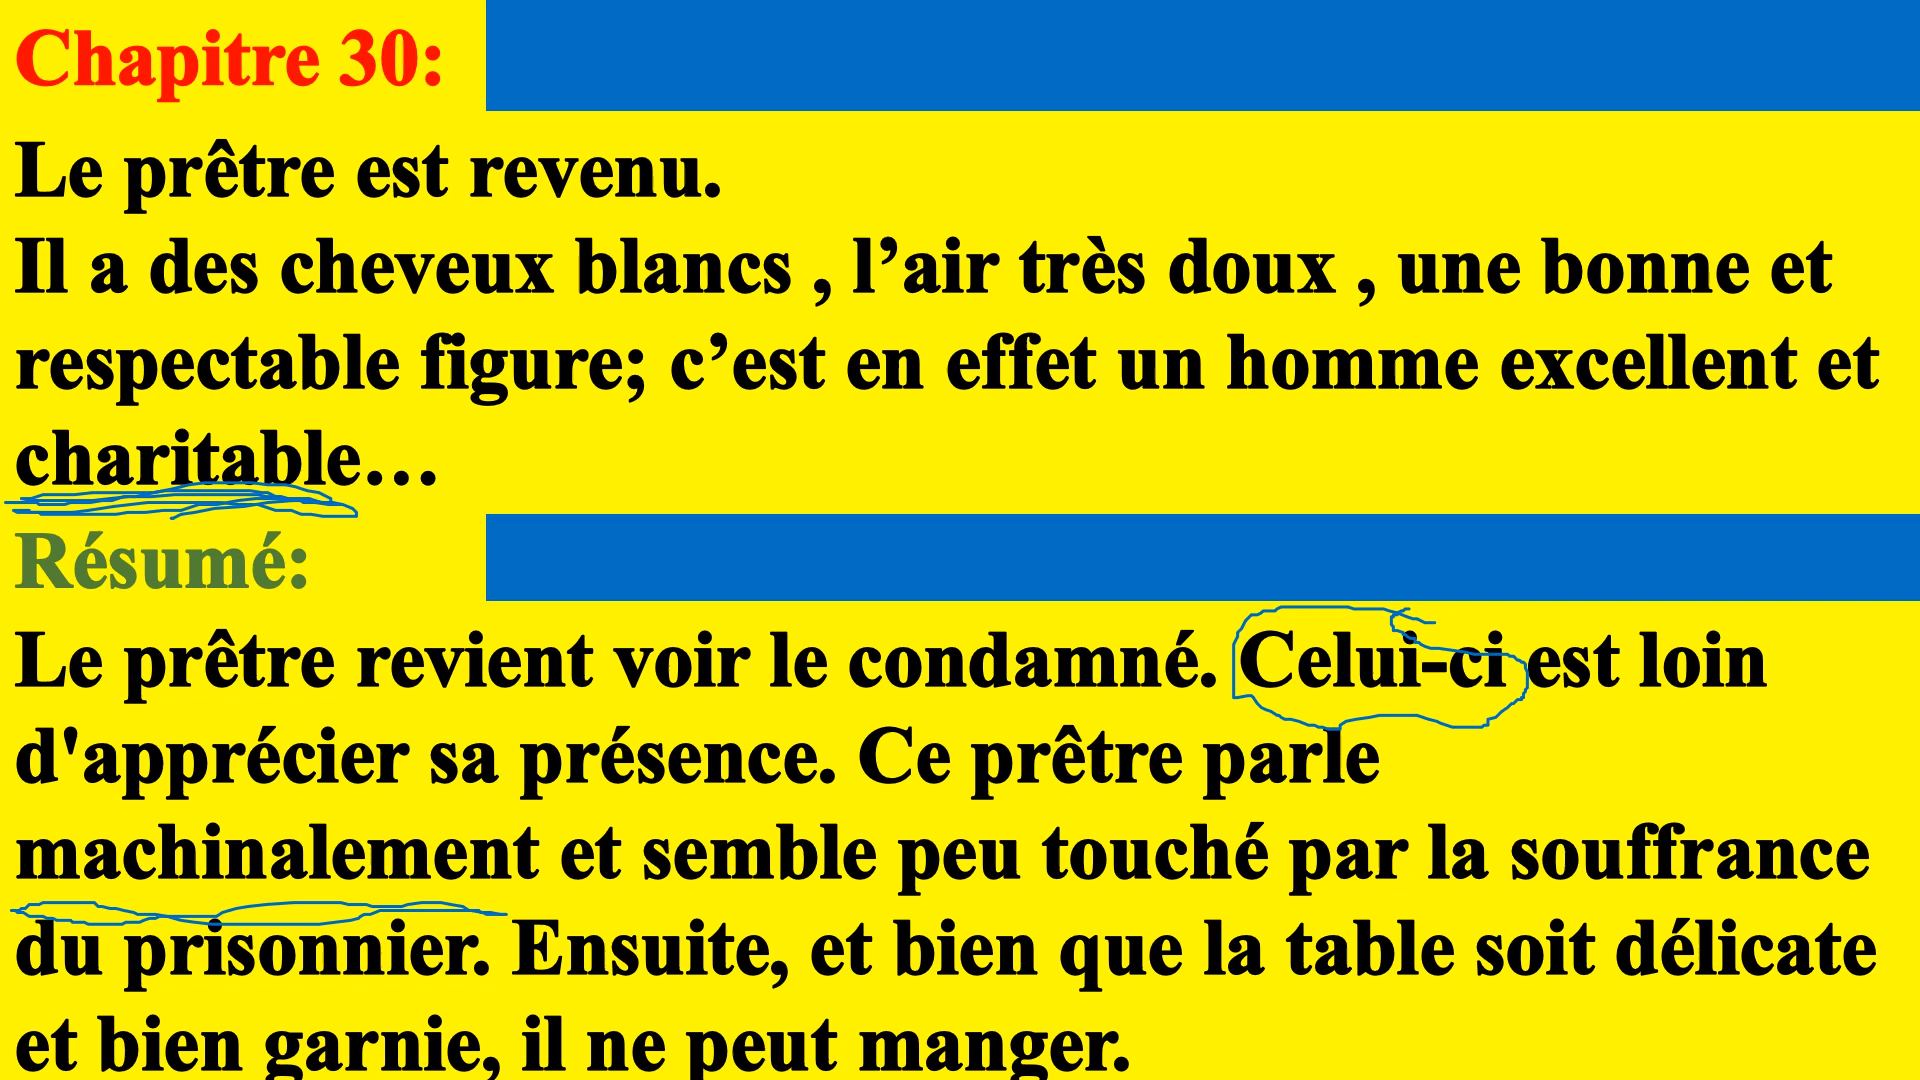 Chapitre 30:
Le prêtre est revenu.
Il a des cheveux blancs , l’air très doux , une bonne et
respectable figure; c’est en effet un homme excellent et
charitable…
Résumé:
Le prêtre revient voir le condamné. Celui-ci est loin
d'apprécier sa présence. Ce prêtre parle
machinalement et semble peu touché par la souffrance
du prisonnier. Ensuite, et bien que la table soit délicate
et bien garnie, il ne peut manger.